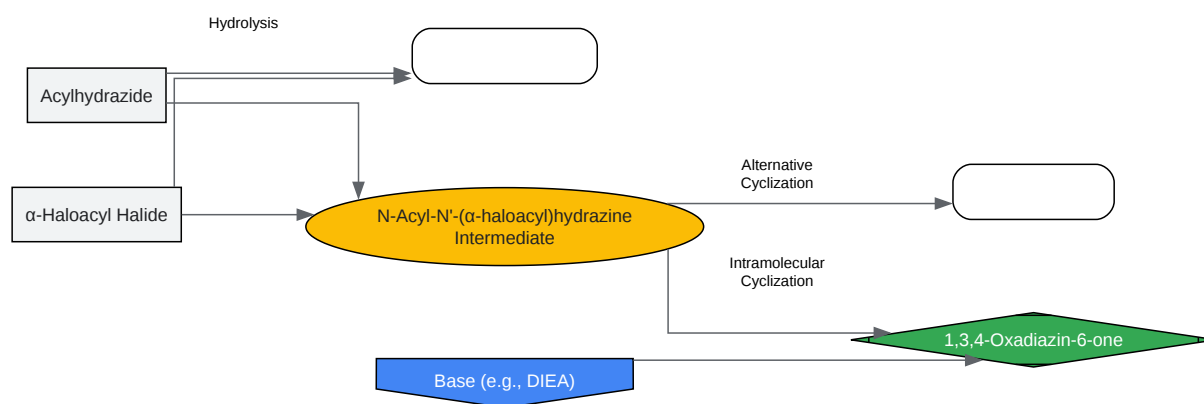 Hydrolysis
Acylhydrazide
α-Haloacyl Halide
N-Acyl-N'-(α-haloacyl)hydrazine
Intermediate
Alternative
Cyclization
Intramolecular
Cyclization
1,3,4-Oxadiazin-6-one
Base (e.g., DIEA)